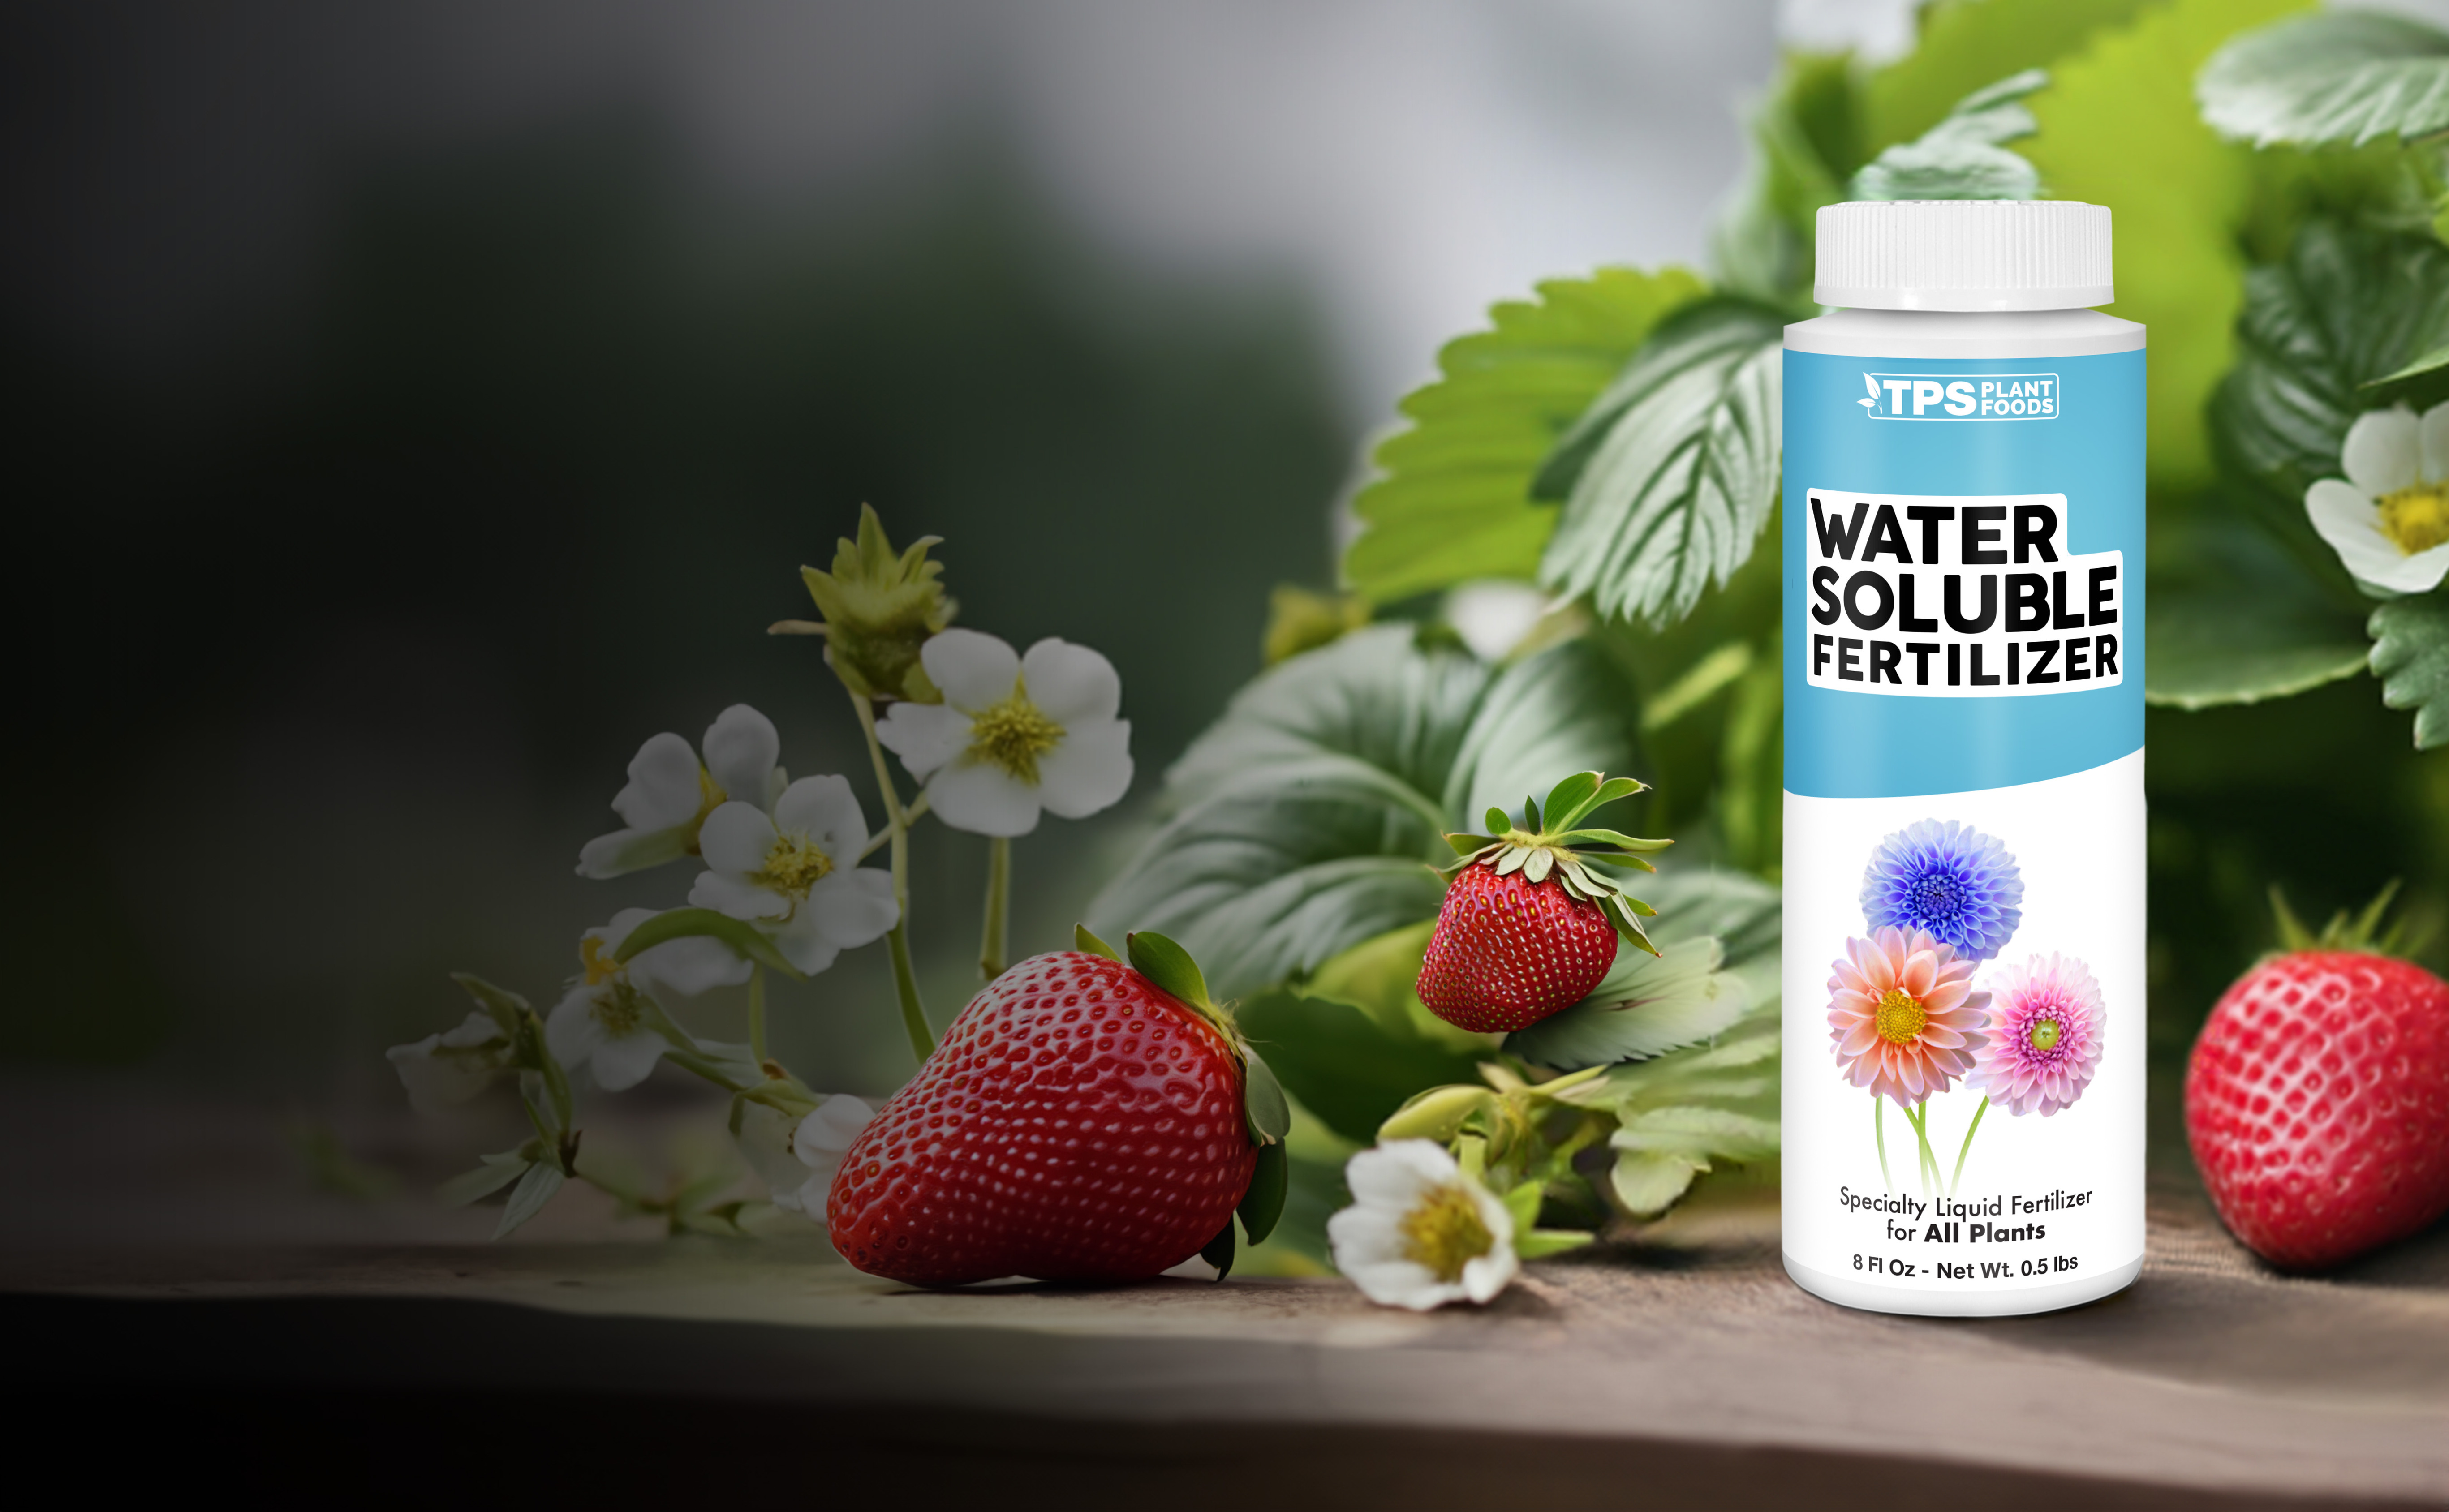 TPS PLANT FOODS
WATER
SOLUBLE
FERTILIZER
Specialty Liquid Fertilizer
for All Plants
8 Fl Oz - Net Wt. 0.5 lbs